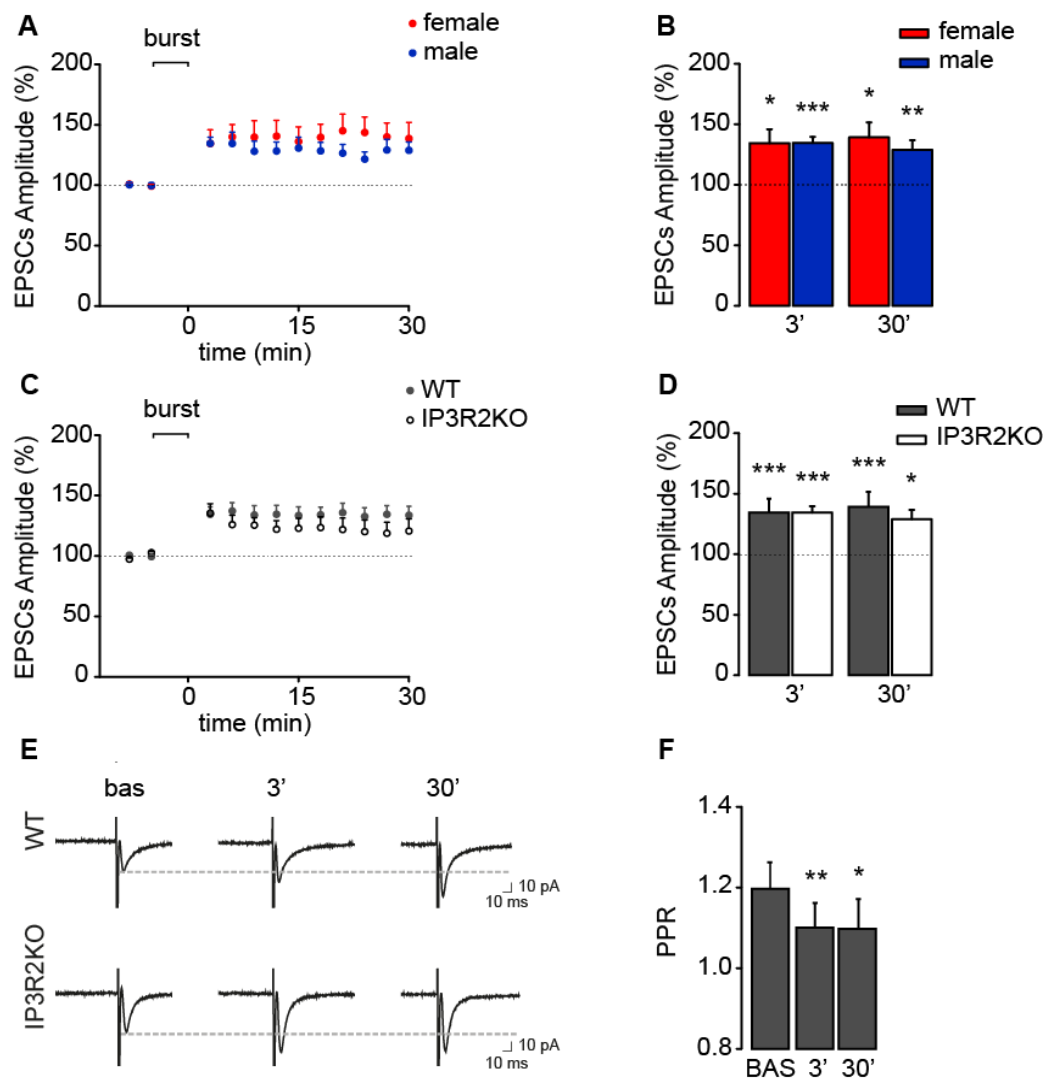 A
burst
female
male
EPSCs Amplitude (%)
200
150
100
50
0
0 15 30
time (min)
B
female
male
EPSCs Amplitude (%)
200
150
100
50
0
* *** * **
3' 30'
C
burst
WT
IP3R2KO
EPSCs Amplitude (%)
200
150
100
50
0
0 15 30
time (min)
D
WT
IP3R2KO
EPSCs Amplitude (%)
200
150
100
50
0
*** *** *** *
3' 30'
E
bas 3' 30'
WT
10 pA
10 ms
IP3R2KO
10 pA
10 ms
F
PPR
1.4
1.2
1.0
0.8
** *
BAS 3' 30'